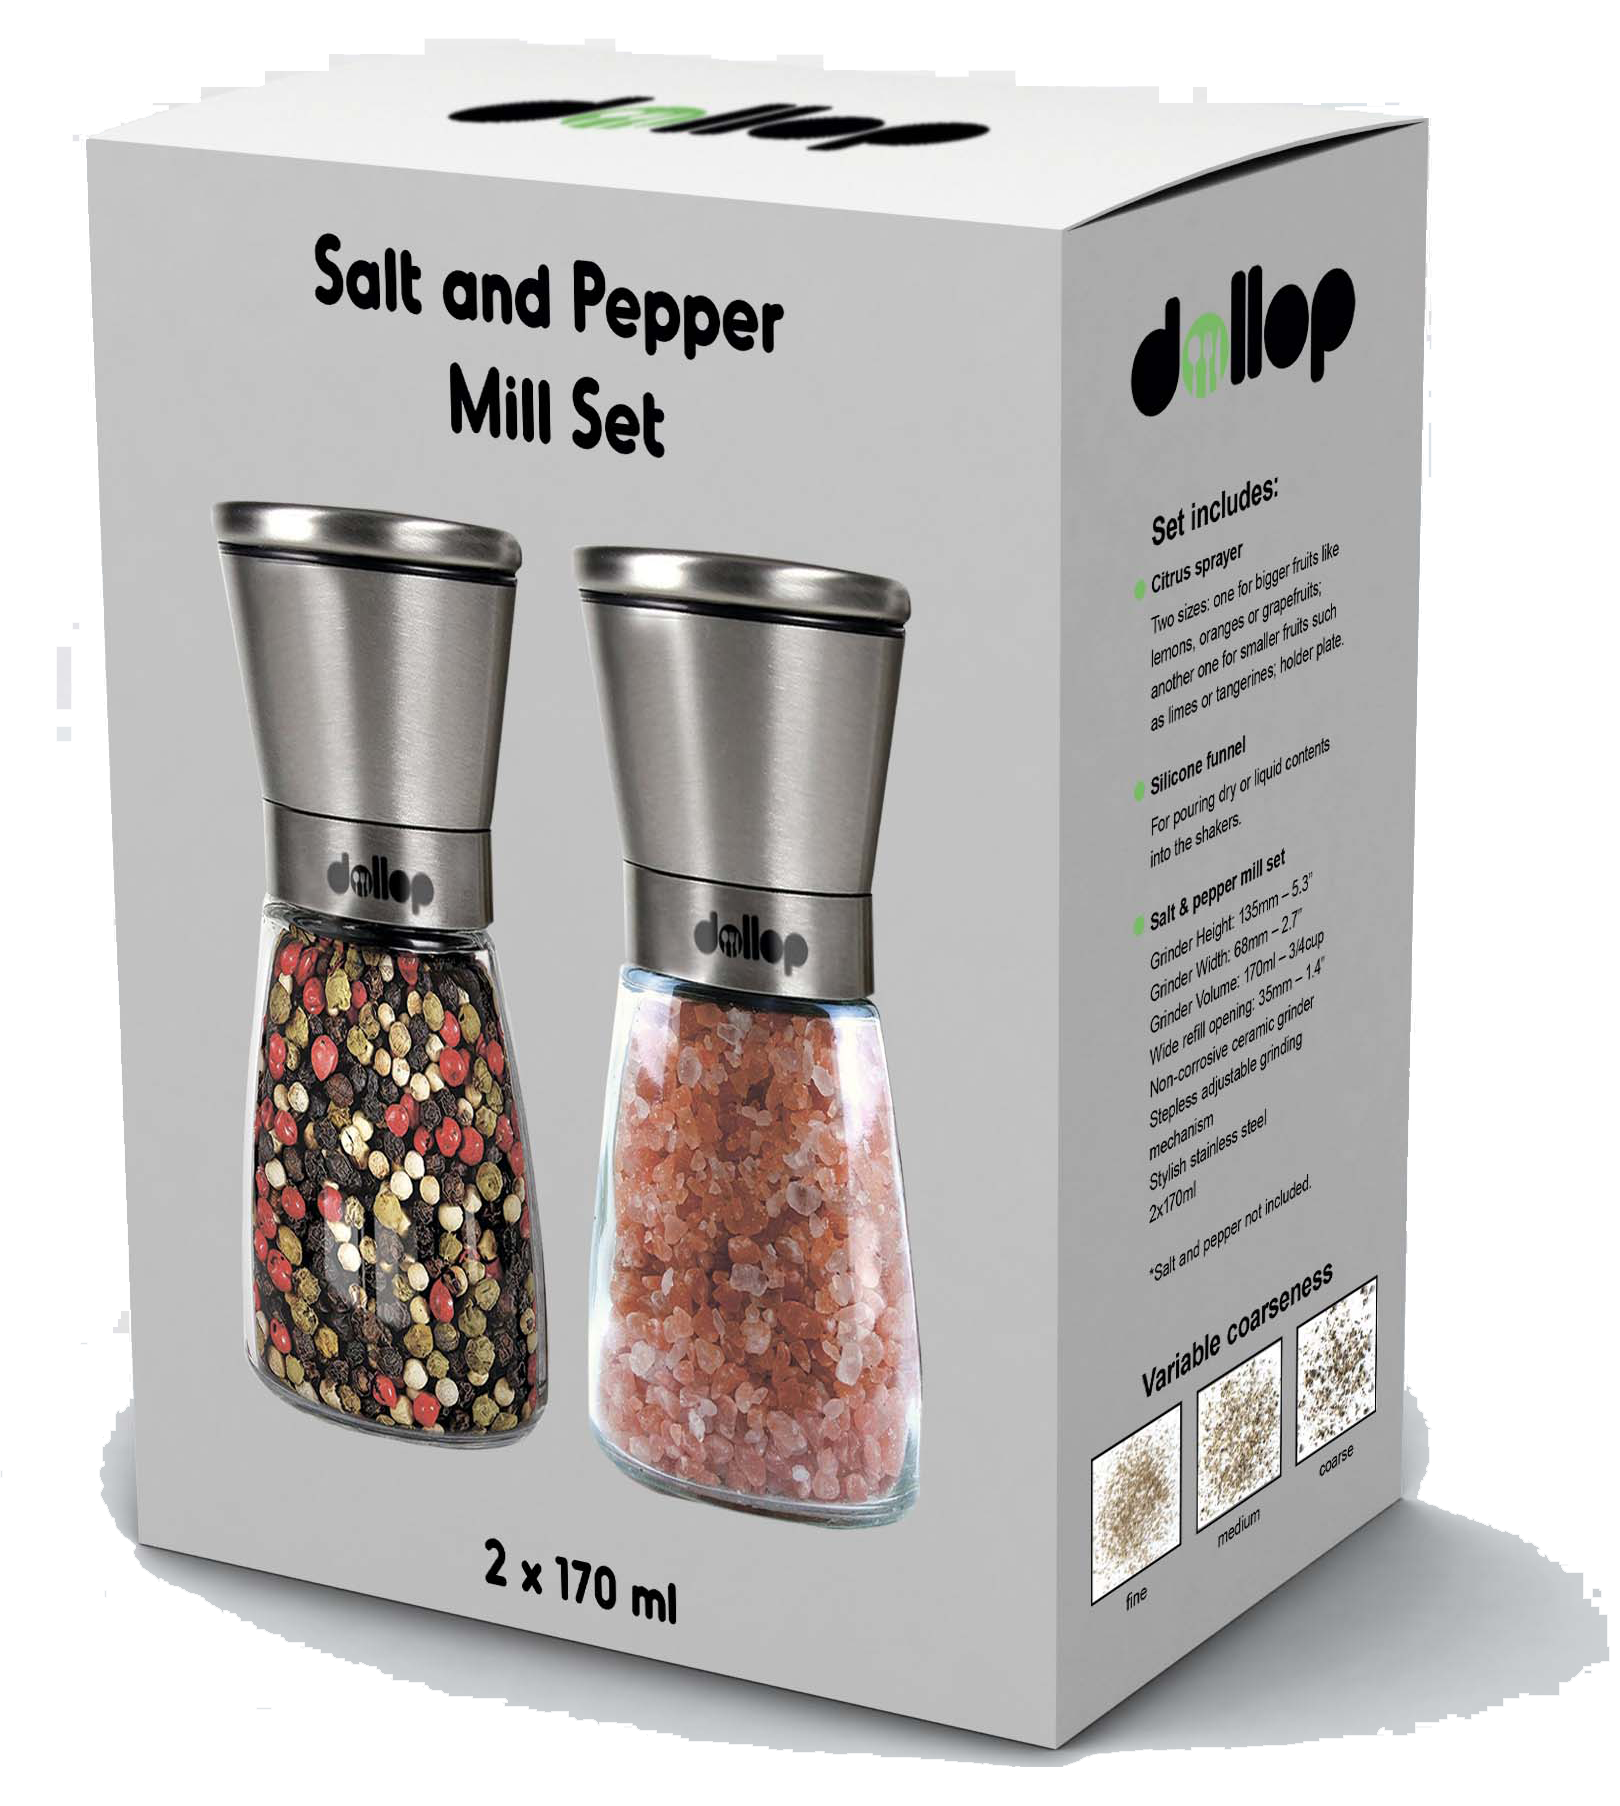 dollop
Salt and Pepper
Mill Set
dollop
dollop
2 x 170 ml
dollop
Set includes:
Citrus sprayer
Two sizes: one for bigger fruits like
lemons, oranges or grapefruits;
another one for smaller fruits such
as limes or tangerines; holder plate.
Silicone funnel
For pouring dry or liquid contents
into the shakers.
Salt & pepper mill set
Grinder Height: 135mm – 5.3"
Grinder Width: 68mm – 2.7"
Grinder Volume: 170ml – 3/4cup
Wide refill opening: 35mm – 1.4"
Non-corrosive ceramic grinder
Stepless adjustable grinding
mechanism
Stylish stainless steel
2x170ml
*Salt and pepper not included.
Variable coarseness
fine
medium
coarse